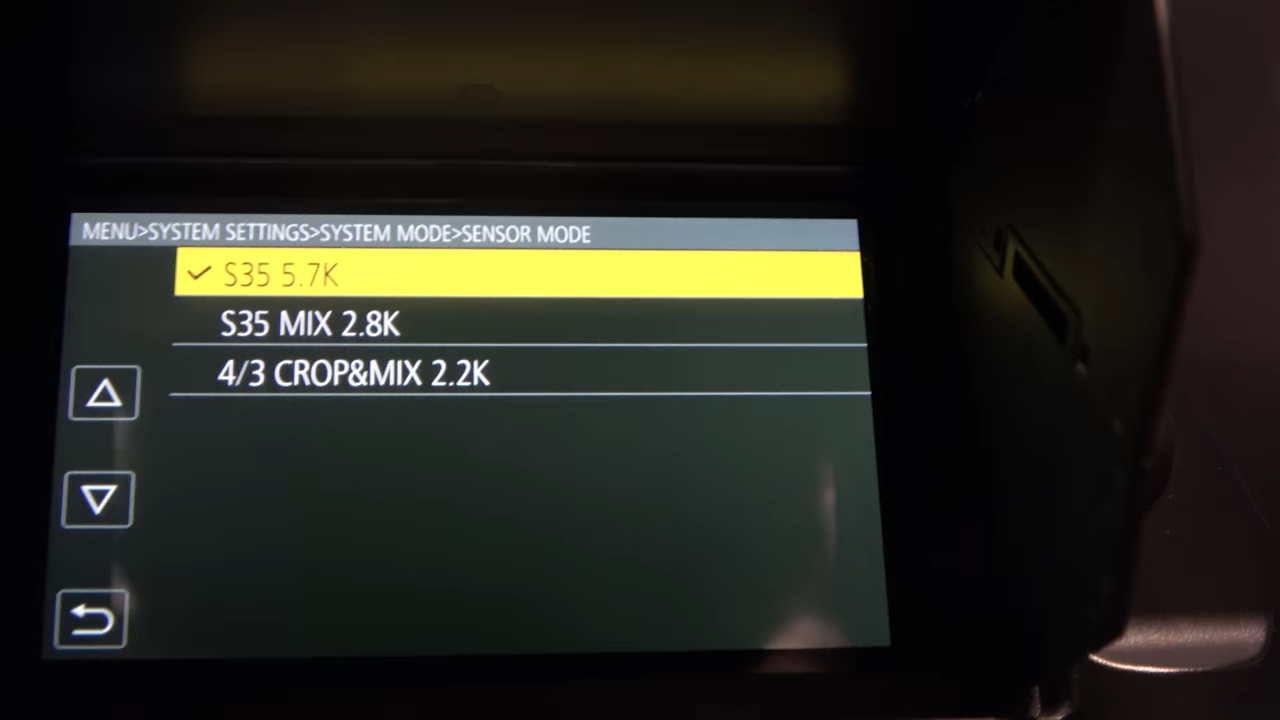 MENU>SYSTEM SETTINGS>SYSTEM MODE>SENSOR MODE
S35 5.7K
S35 MIX 2.8K
4/3 CROP&MIX 2.2K